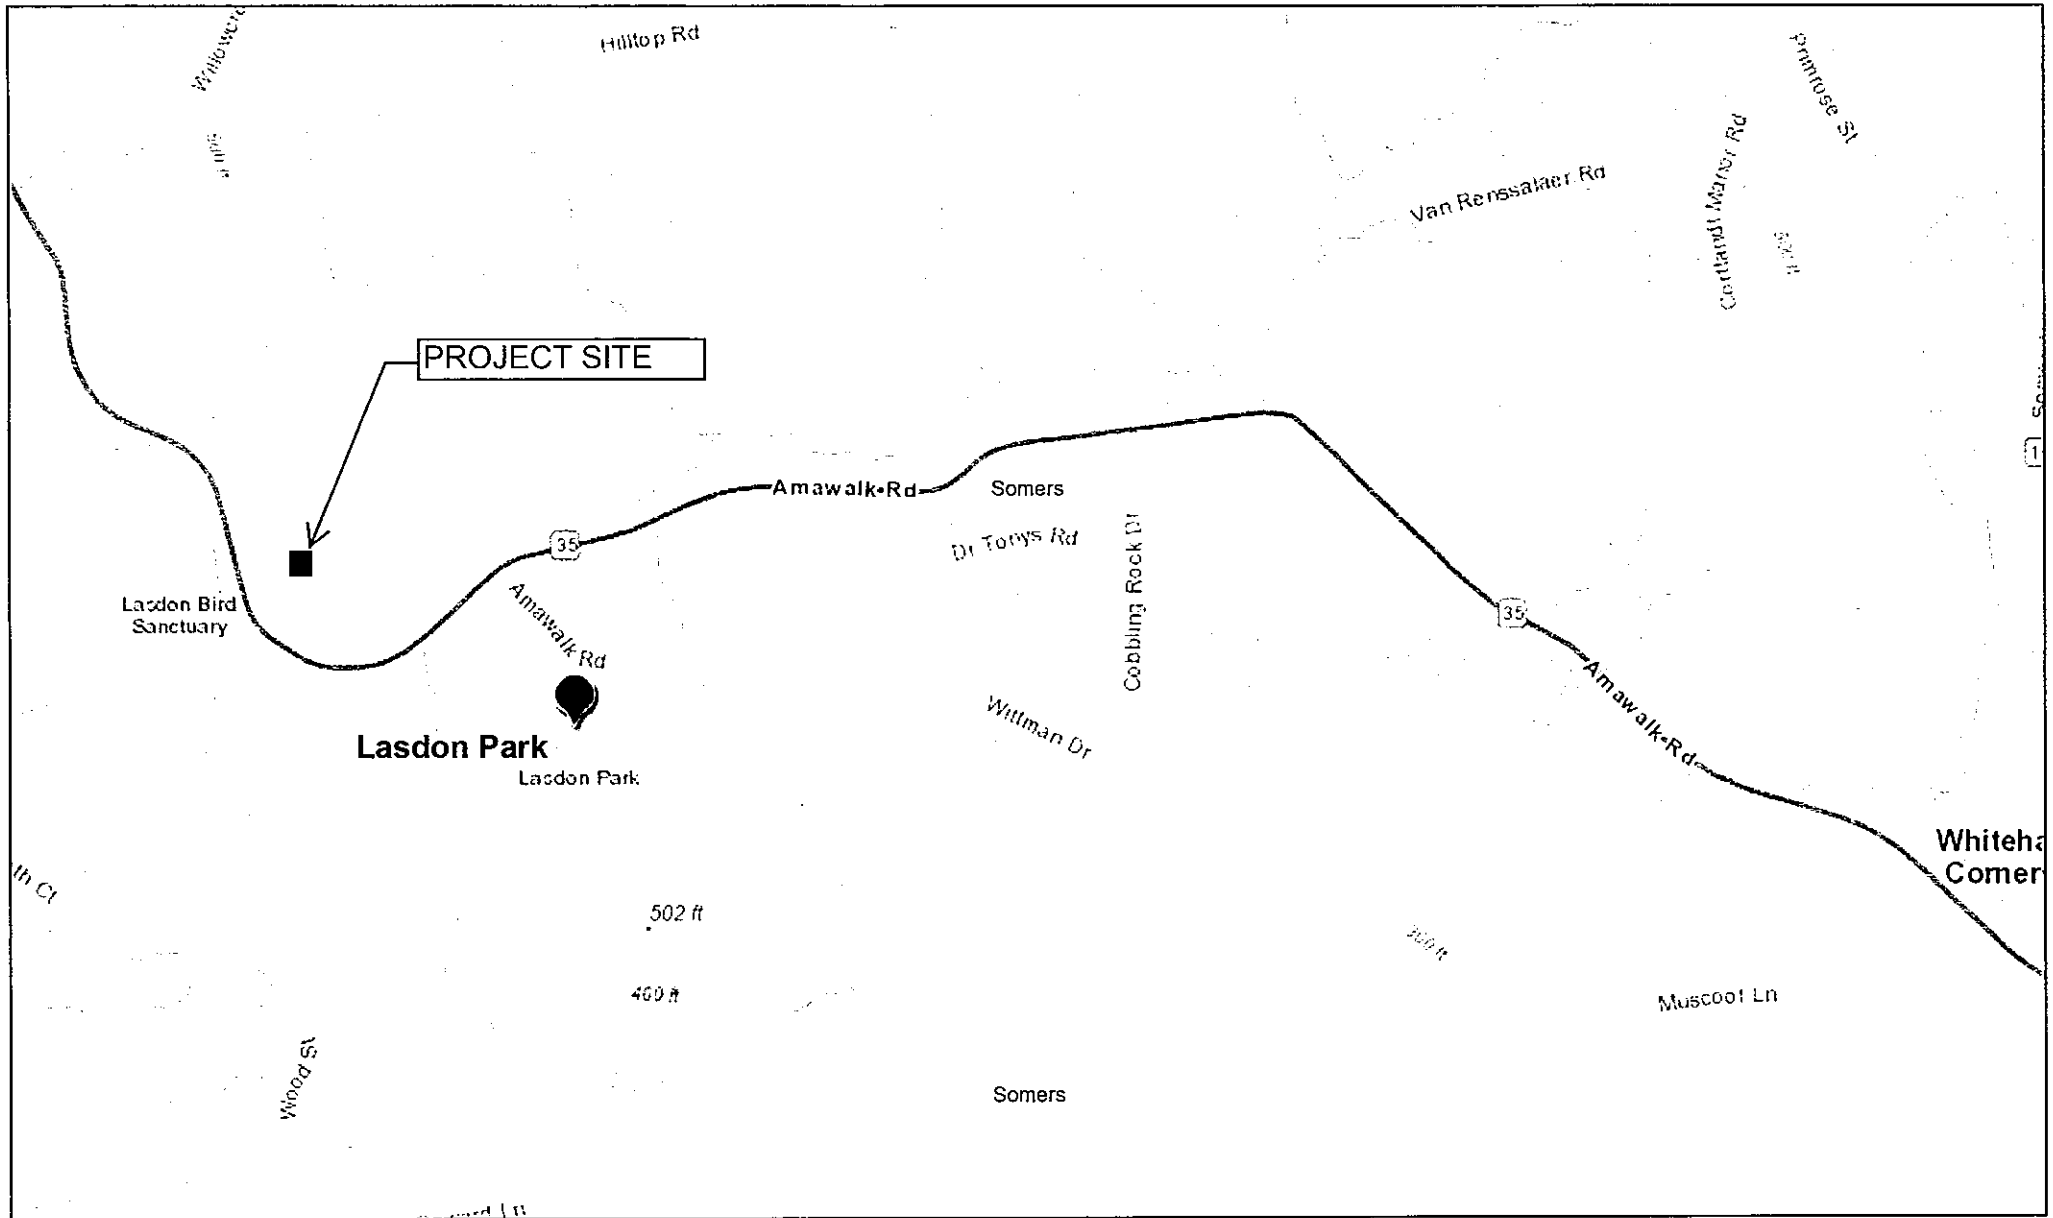 Hilltop Rd
Primrose St
Van Renssalaer Rd
Cortlandt Manor Rd
PROJECT SITE
Amawalk Rd
Somers
35
Dr Tonys Rd
Cobbling Rock Dr
Lasdon Bird
Sanctuary
Amawalk Rd
35
Amawalk Rd
Lasdon Park
Lasdon Park
Wittman Dr
502 ft
Muscoot Ln
Wood St
Somers